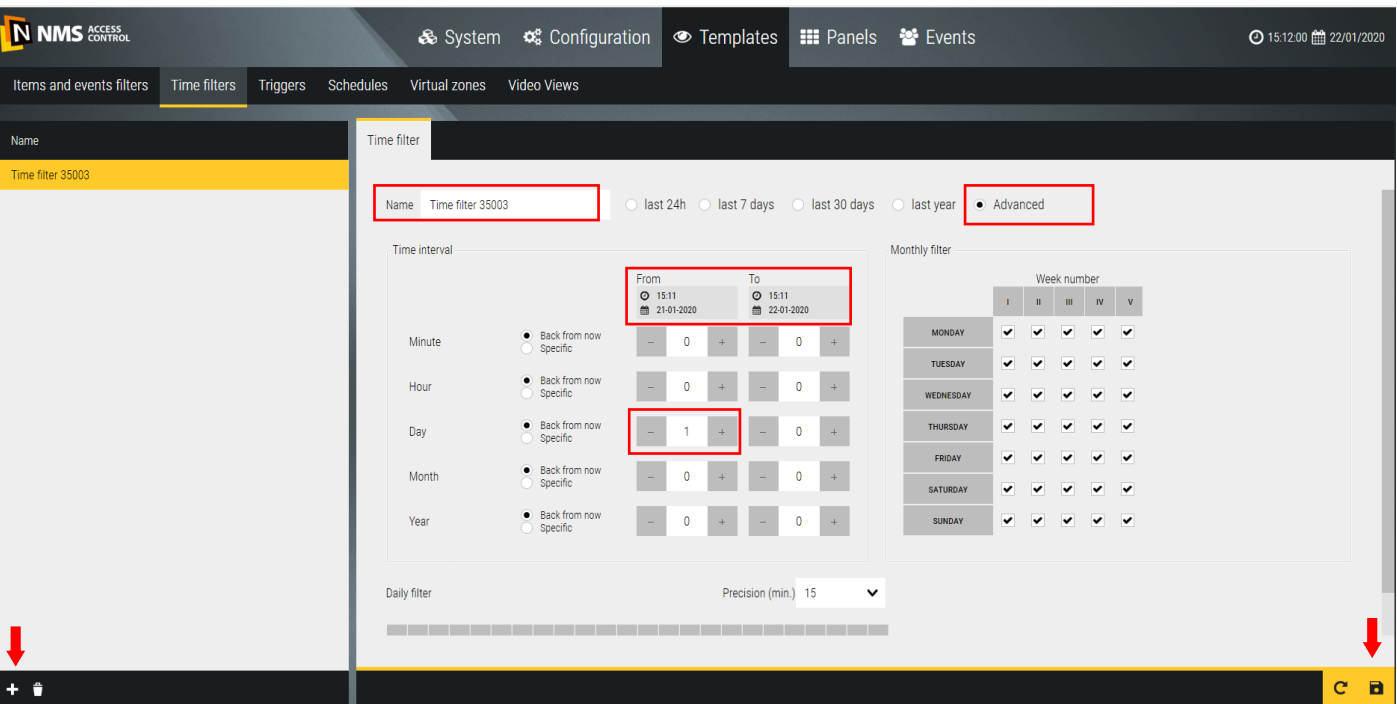 N NMS ACCESS CONTROL
System Configuration Templates Panels Events
15:12:00 22/01/2020
Items and events filters Time filters Triggers Schedules Virtual zones Video Views
Name
Time filter 35003
Time filter
Name Time filter 35003 last 24h last 7 days last 30 days last year Advanced
Time interval
From To
15:11 15:11
21-01-2020 22-01-2020
Minute Back from now Specific - 0 + - 0 +
Hour Back from now Specific - 0 + - 0 +
Day Back from now Specific - 1 + - 0 +
Month Back from now Specific - 0 + - 0 +
Year Back from now Specific - 0 + - 0 +
Monthly filter
Week number
I II III IV V
MONDAY
TUESDAY
WEDNESDAY
THURSDAY
FRIDAY
SATURDAY
SUNDAY
Daily filter Precision (min.) 15